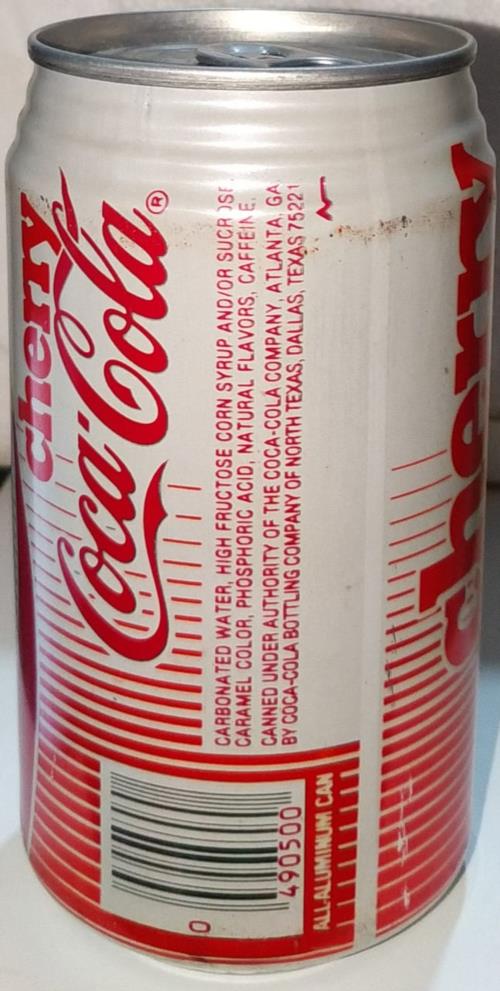 cherry
Coca-Cola®
CARBONATED WATER, HIGH FRUCTOSE CORN SYRUP AND/OR SUCROSE,
CARAMEL COLOR, PHOSPHORIC ACID, NATURAL FLAVORS, CAFFEINE.
CANNED UNDER AUTHORITY OF THE COCA-COLA COMPANY, ATLANTA, GA.
BY COCA-COLA BOTTLING COMPANY OF NORTH TEXAS, DALLAS, TEXAS 75221
0 490500
ALL-ALUMINUM CAN
cherry